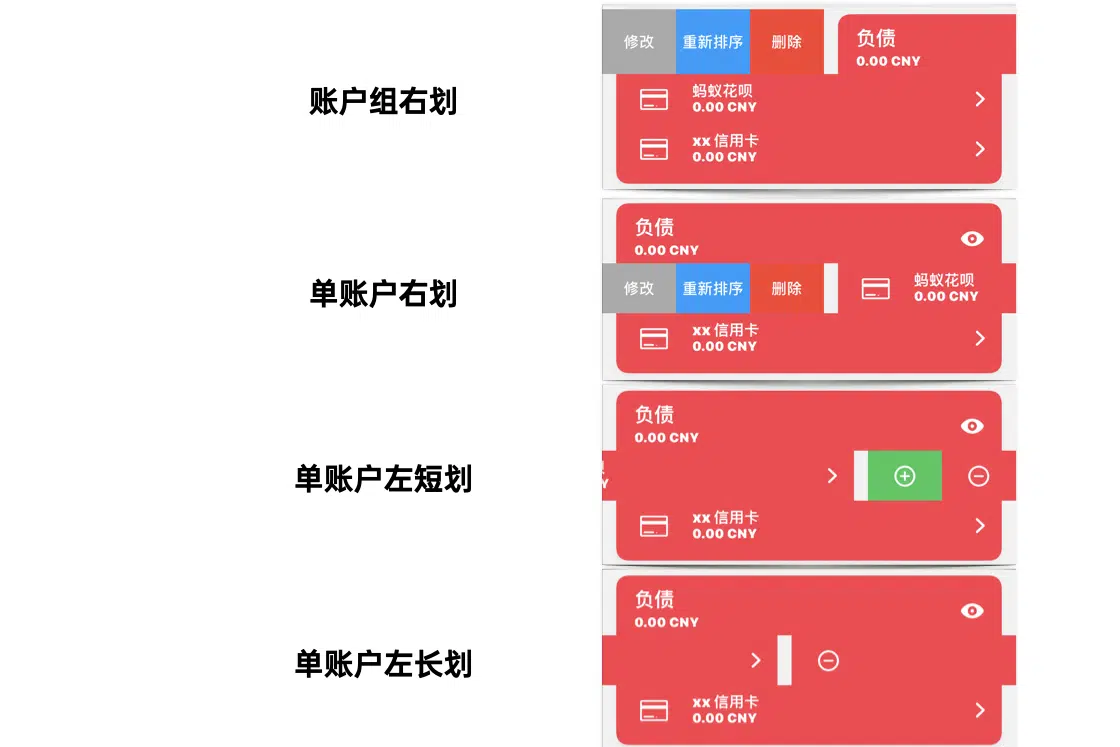 修改 重新排序 删除 负债
0.00 CNY
账户组右划
蚂蚁花呗
0.00 CNY
xx 信用卡
0.00 CNY
负债
0.00 CNY
单账户右划
修改 重新排序 删除 蚂蚁花呗
0.00 CNY
xx 信用卡
0.00 CNY
负债
0.00 CNY
单账户左短划
Y
xx 信用卡
0.00 CNY
负债
0.00 CNY
单账户左长划
xx 信用卡
0.00 CNY